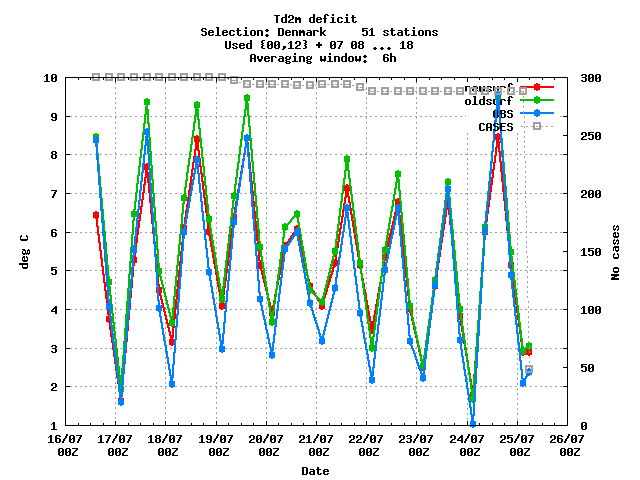 Td2m deficit
Selection: Denmark     51 stations
Used {00,12} + 07 08 ... 18
Averaging window:  6h
newsurf
oldsurf
OBS
CASES
10
9
8
7
6
5
4
3
2
1
deg C
300
250
200
150
100
50
0
No cases
16/07 17/07 18/07 19/07 20/07 21/07 22/07 23/07 24/07 25/07 26/07
00Z 00Z 00Z 00Z 00Z 00Z 00Z 00Z 00Z 00Z 00Z
Date